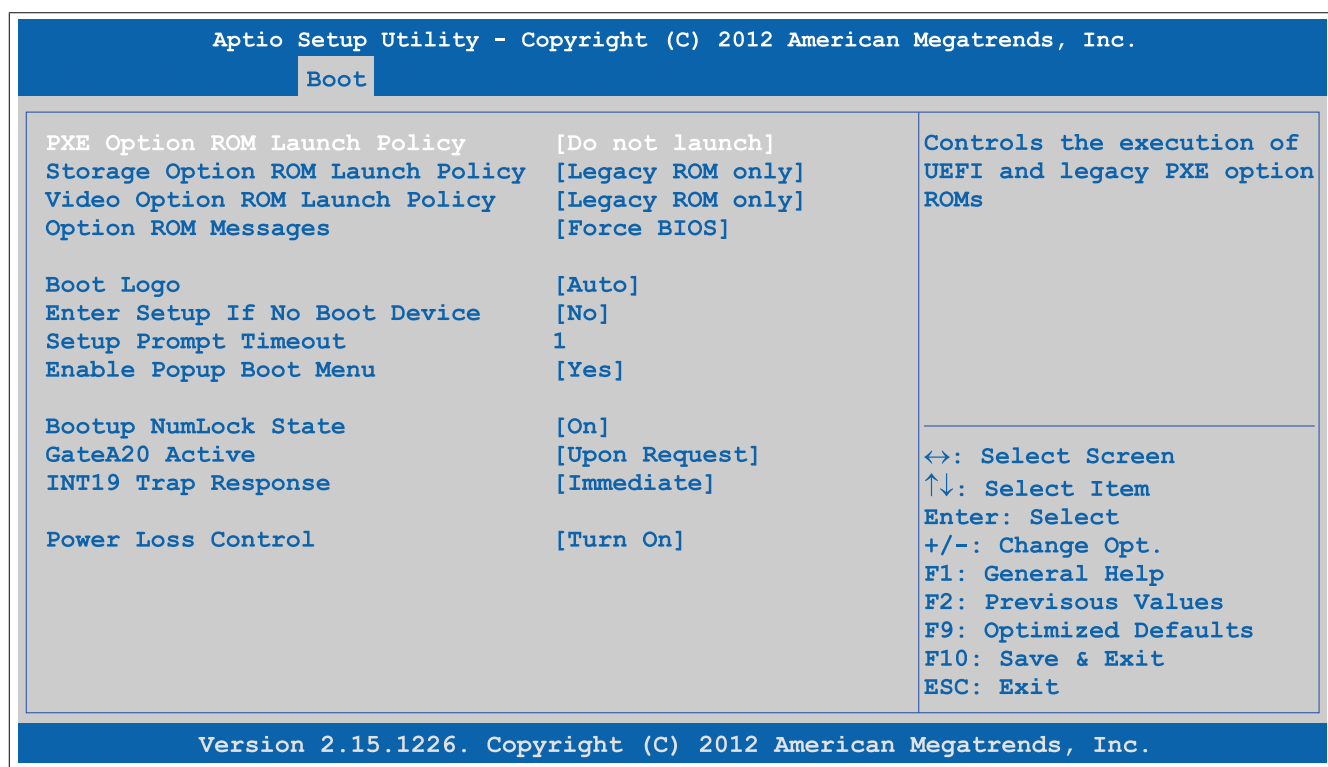 Aptio Setup Utility - Copyright (C) 2012 American Megatrends, Inc.
Boot
PXE Option ROM Launch Policy [Do not launch]
Storage Option ROM Launch Policy [Legacy ROM only]
Video Option ROM Launch Policy [Legacy ROM only]
Option ROM Messages [Force BIOS]
Boot Logo [Auto]
Enter Setup If No Boot Device [No]
Setup Prompt Timeout 1
Enable Popup Boot Menu [Yes]
Bootup NumLock State [On]
GateA20 Active [Upon Request]
INT19 Trap Response [Immediate]
Power Loss Control [Turn On]
Controls the execution of
UEFI and legacy PXE option
ROMs
↔: Select Screen
↑↓: Select Item
Enter: Select
+/-: Change Opt.
F1: General Help
F2: Previsous Values
F9: Optimized Defaults
F10: Save & Exit
ESC: Exit
Version 2.15.1226. Copyright (C) 2012 American Megatrends, Inc.